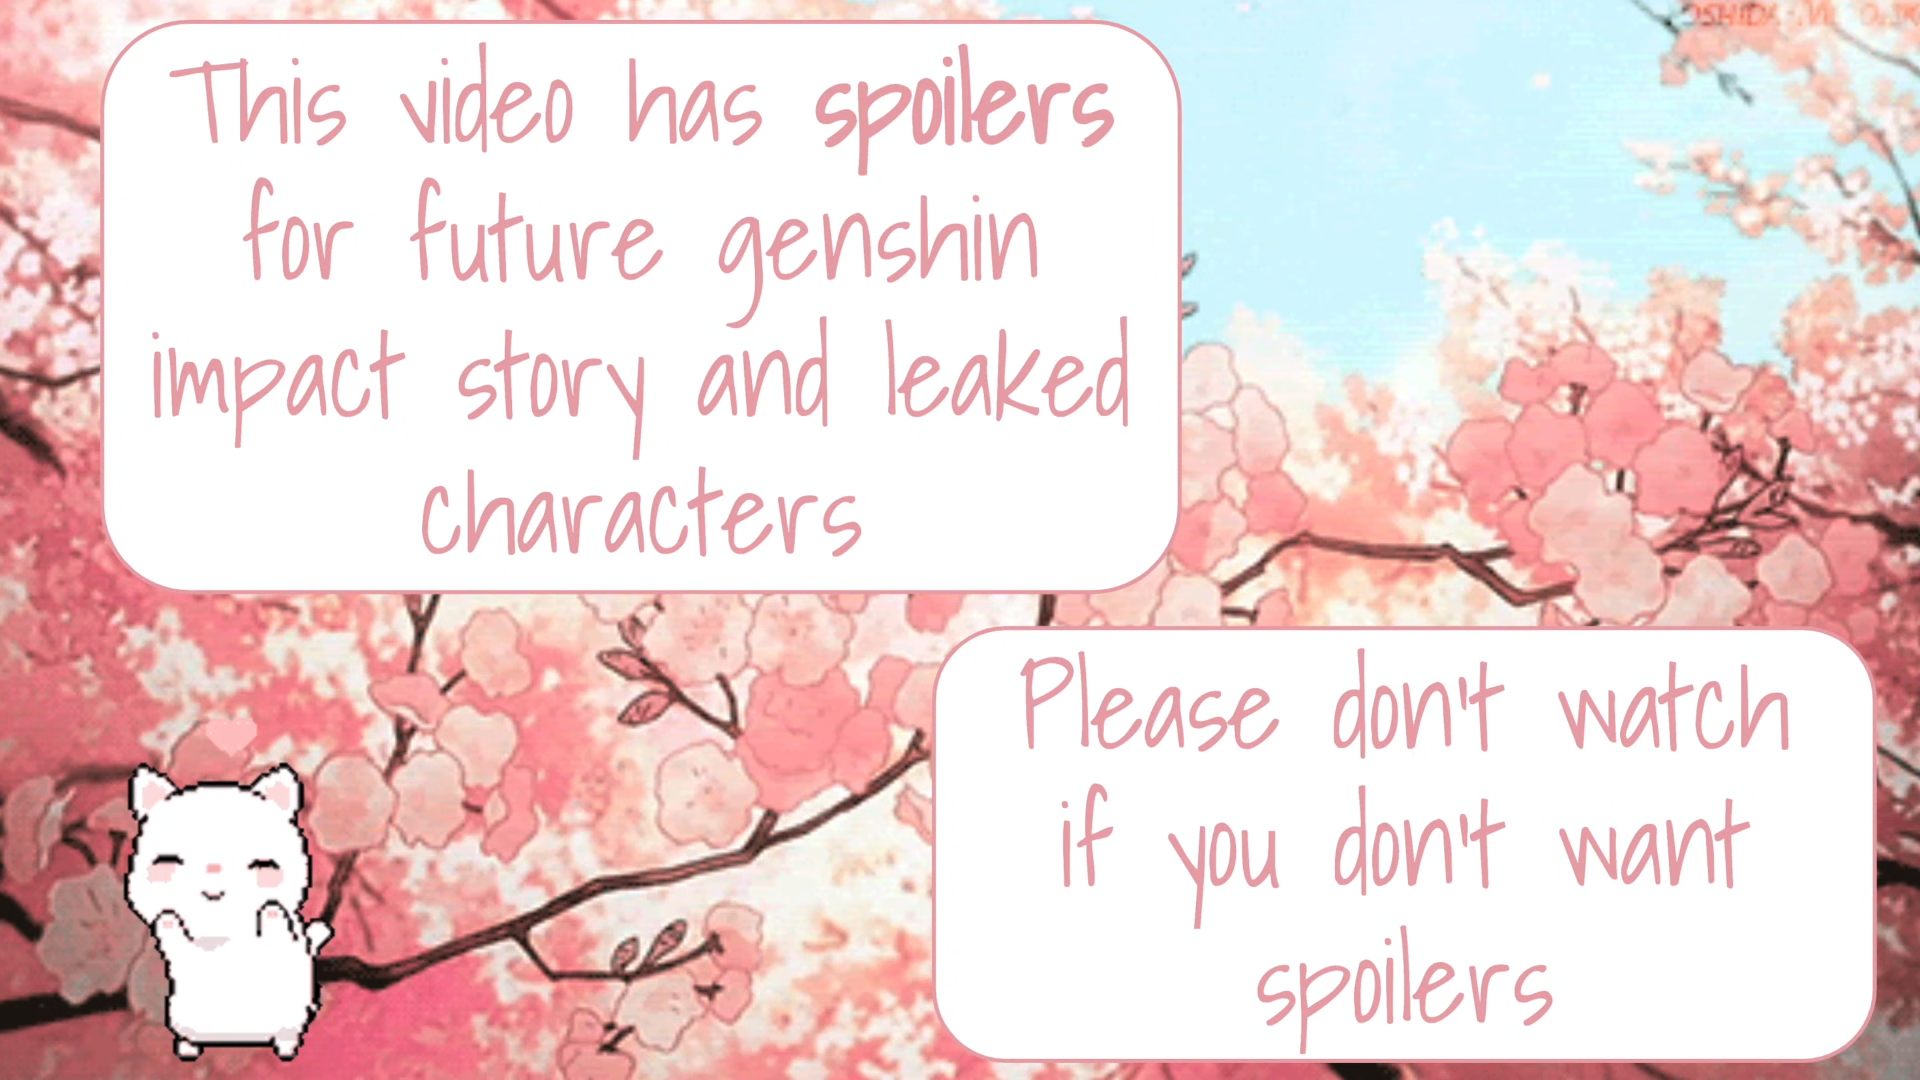 This video has spoilers
for future genshin
impact story and leaked
characters
Please don't watch
if you don't want
spoilers